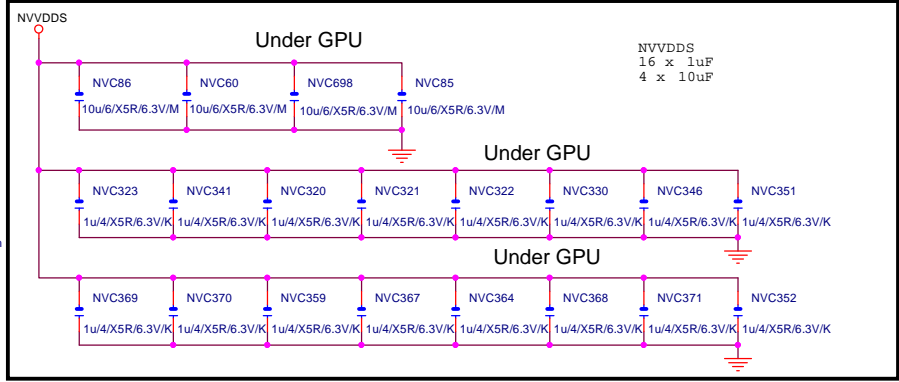 NVVDDS
Under GPU
NVVDDS
16 x 1uF
4 x 10uF
NVC86 NVC60 NVC698 NVC85
10u/6/X5R/6.3V/M 10u/6/X5R/6.3V/M 10u/6/X5R/6.3V/M 10u/6/X5R/6.3V/M
Under GPU
NVC323 NVC341 NVC320 NVC321 NVC322 NVC330 NVC346 NVC351
1u/4/X5R/6.3V/K 1u/4/X5R/6.3V/K 1u/4/X5R/6.3V/K 1u/4/X5R/6.3V/K 1u/4/X5R/6.3V/K 1u/4/X5R/6.3V/K 1u/4/X5R/6.3V/K 1u/4/X5R/6.3V/K
Under GPU
NVC369 NVC370 NVC359 NVC367 NVC364 NVC368 NVC371 NVC352
1u/4/X5R/6.3V/K 1u/4/X5R/6.3V/K 1u/4/X5R/6.3V/K 1u/4/X5R/6.3V/K 1u/4/X5R/6.3V/K 1u/4/X5R/6.3V/K 1u/4/X5R/6.3V/K 1u/4/X5R/6.3V/K